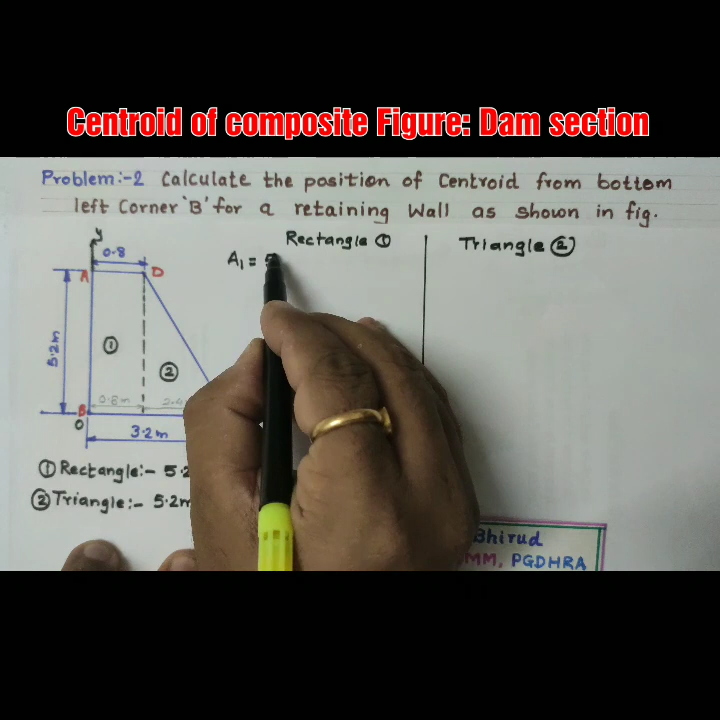 Centroid of composite Figure: Dam section
Problem:-2 Calculate the position of Centroid from bottom
left Corner 'B' for a retaining Wall as shown in fig.
Rectangle ①
Triangle ②
y
0.8
A₁ =
A
D
5.2m
①
②
0.8m
B
O
3.2m
① Rectangle:- 5.2
② Triangle:- 5.2m
Bhirud
MM, PGDHRA